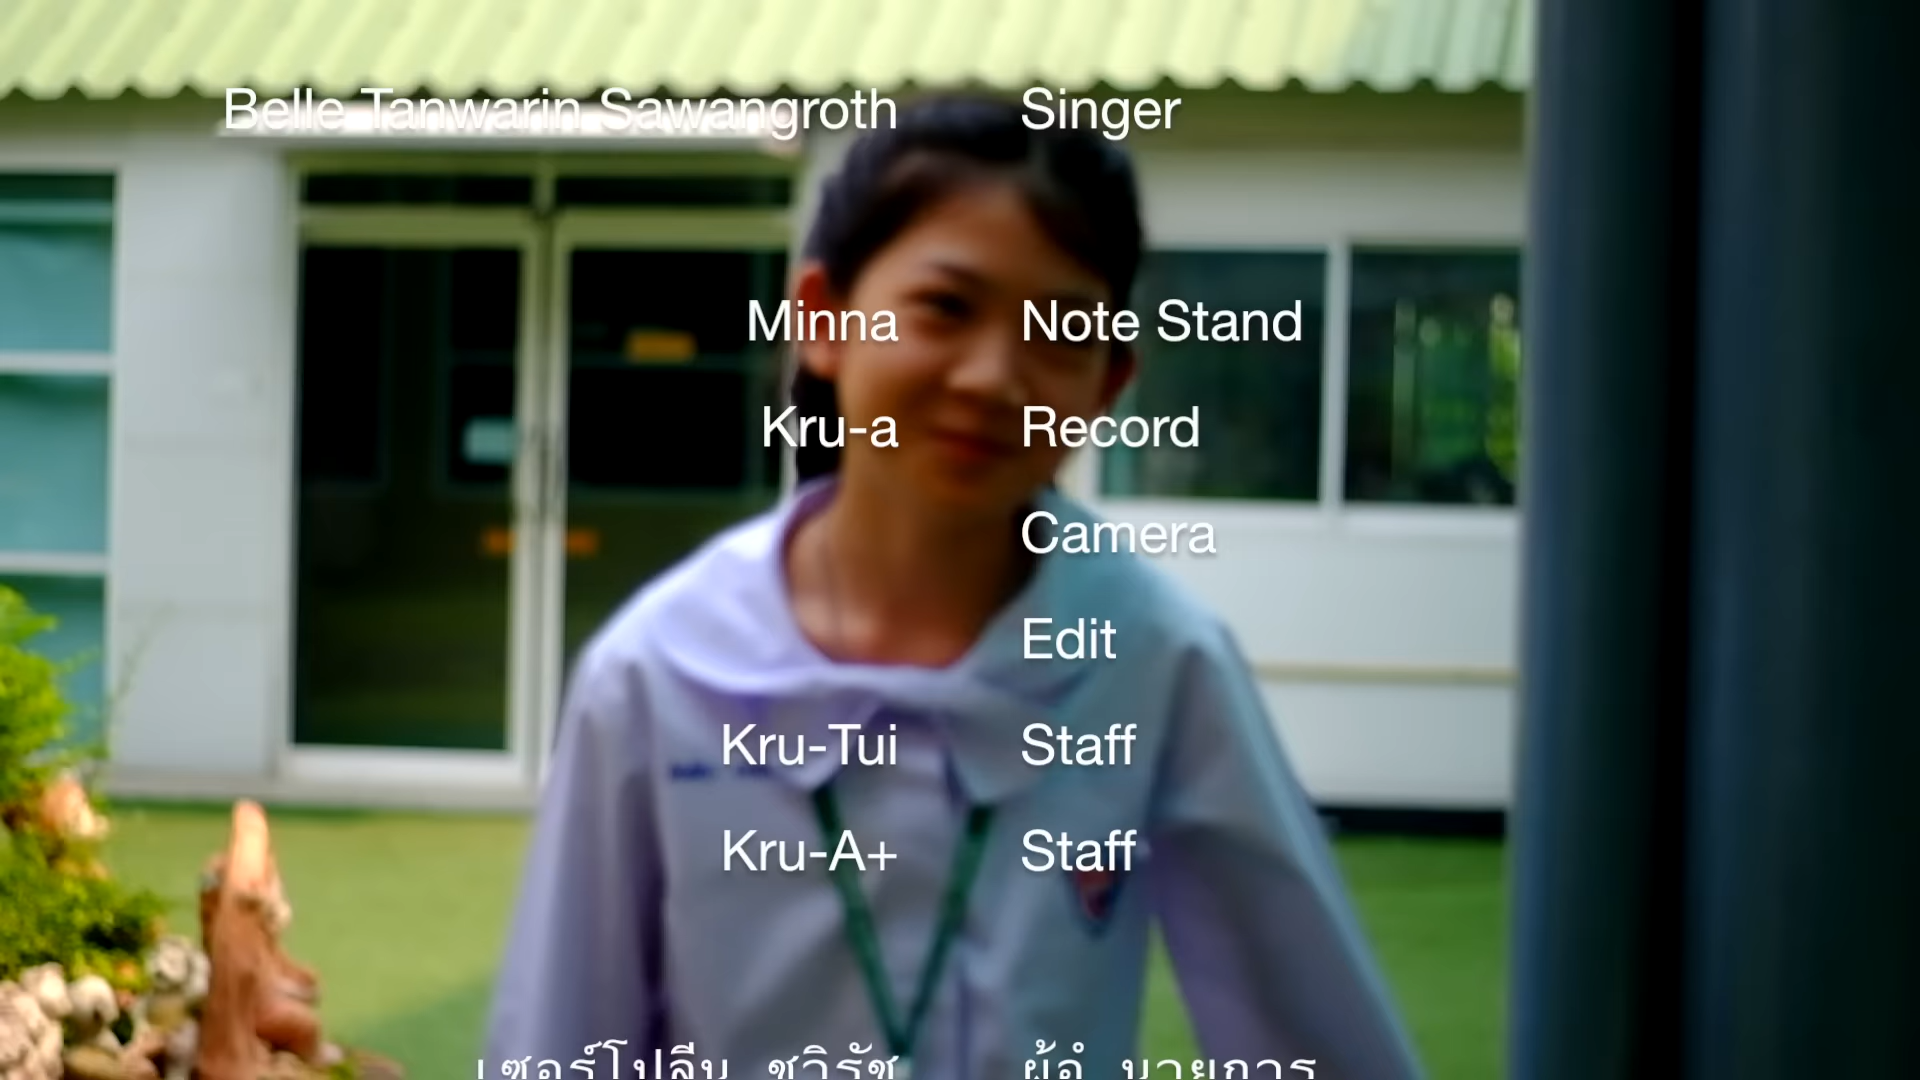 Belle Tanwarin Sawangroth Singer
Minna Note Stand
Kru-a Record
Camera
Edit
Kru-Tui Staff
Kru-A+ Staff